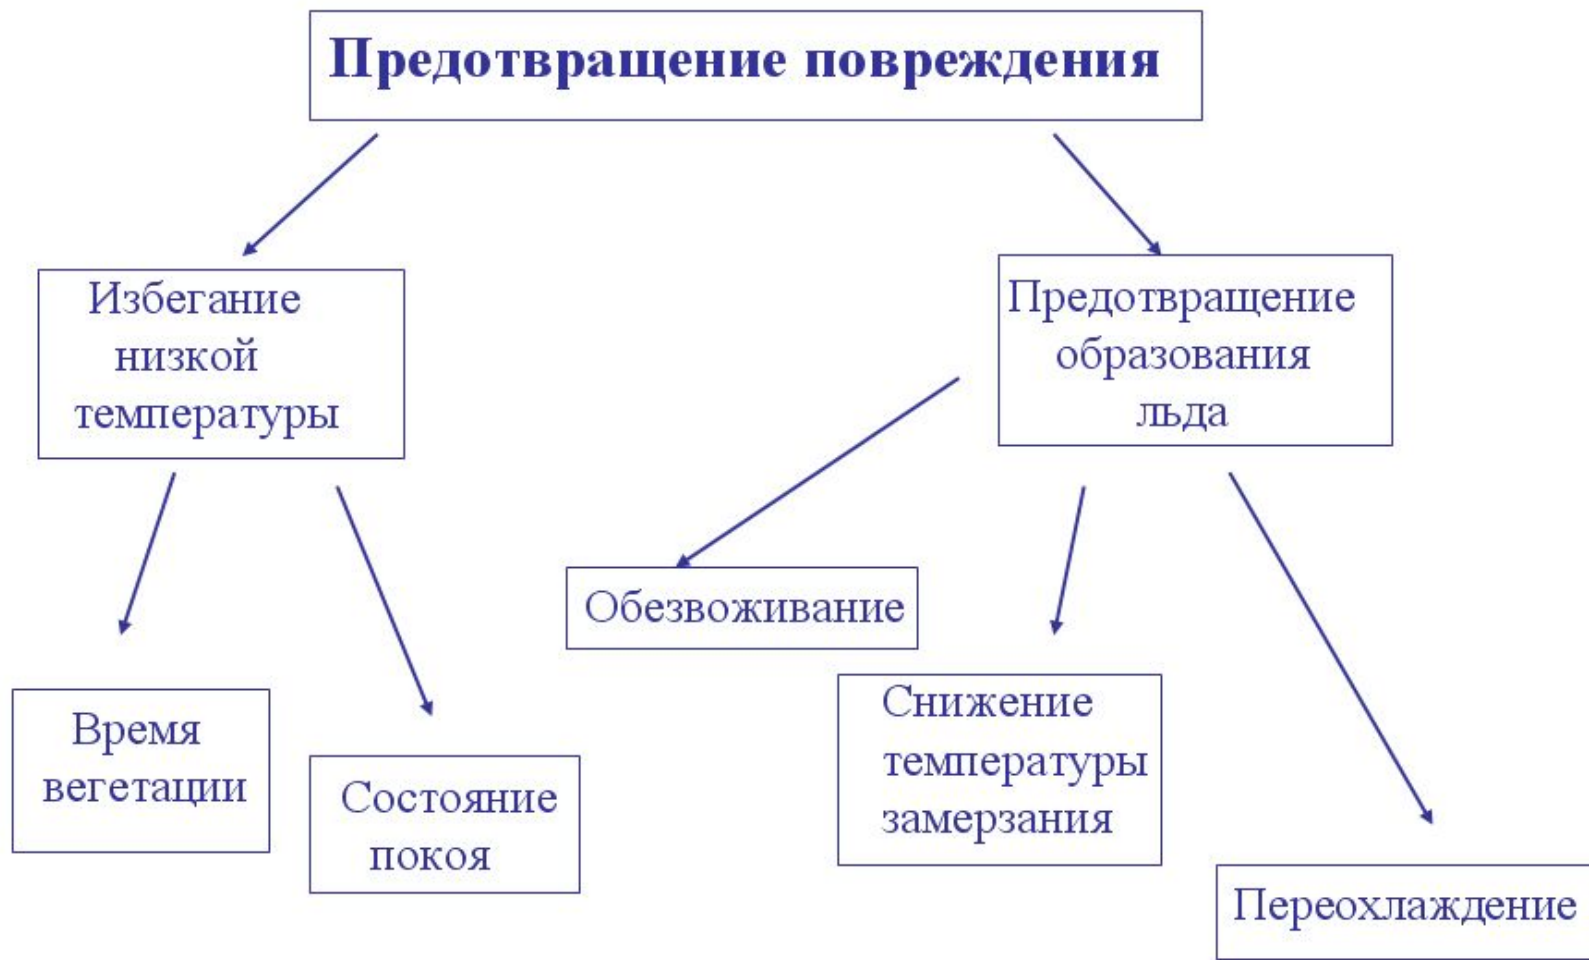 Предотвращение повреждения
Избегание
низкой
температуры
Предотвращение
образования
льда
Обезвоживание
Время
вегетации
Состояние
покоя
Снижение
температуры
замерзания
Переохлаждение